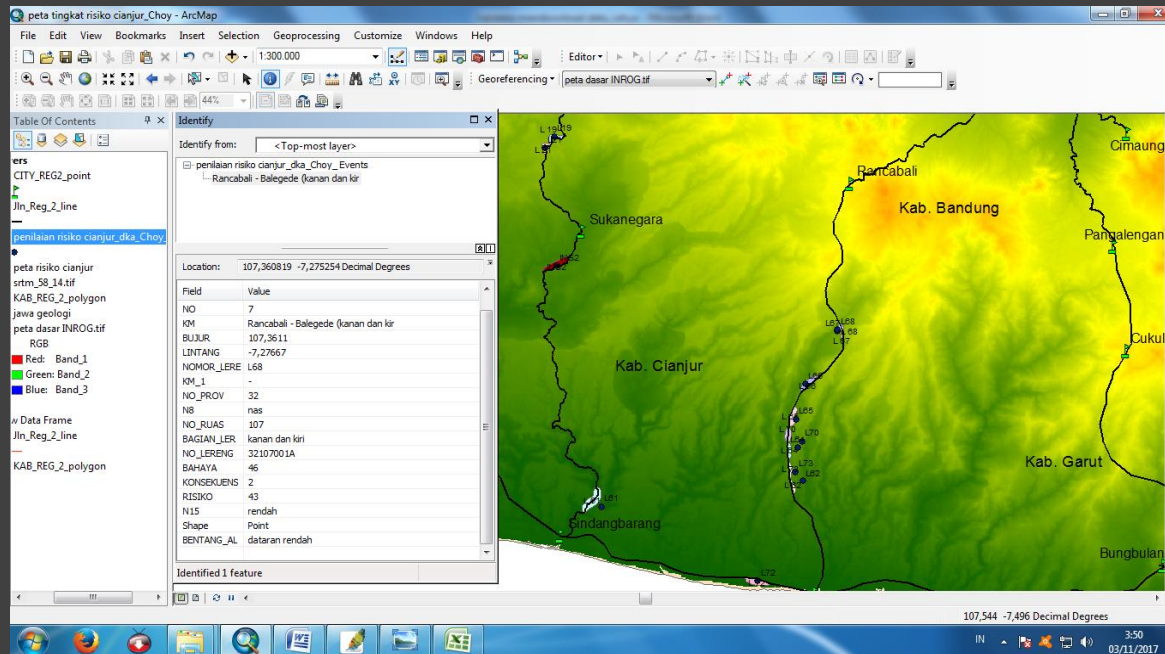 peta tingkat risiko cianjur_Choy - ArcMap
File Edit View Bookmarks Insert Selection Geoprocessing Customize Windows Help
1:300.000 Editor
Georeferencing peta dasar INROG.tif
44%
Table Of Contents
ers
CITY_REG2_point
Jln_Reg_2_line
penilaian risiko cianjur_dka_Choy_
peta risiko cianjur
srtm_58_14.tif
KAB_REG_2_polygon
jawa geologi
peta dasar INROG.tif
RGB
Red: Band_1
Green: Band_2
Blue: Band_3
w Data Frame
Jln_Reg_2_line
KAB_REG_2_polygon
Identify
Identify from: <Top-most layer>
penilaian risiko cianjur_dka_Choy_Events
Rancabali - Balegede (kanan dan kir
Location: 107,360819 -7,275254 Decimal Degrees
Field Value
NO 7
KM Rancabali - Balegede (kanan dan kir
BUJUR 107,3611
LINTANG -7,27667
NOMOR_LERE L68
KM_1 -
NO_PROV 32
N8 nas
NO_RUAS 107
BAGIAN_LER kanan dan kiri
NO_LERENG 32107001A
BAHAYA 46
KONSEKUENS 2
RISIKO 43
N15 rendah
Shape Point
BENTANG_AL dataran rendah
Identified 1 feature
L19
Cimaung
Rancabali
Kab. Bandung
Sukanegara
Pangalengan
L68
L 68
L 67
Cukul
Kab. Cianjur
L65
L70
Kab. Garut
L73
L62
L61
Sindangbarang
Bungbulan
L72
107,544 -7,496 Decimal Degrees
IN
3:50
03/11/2017